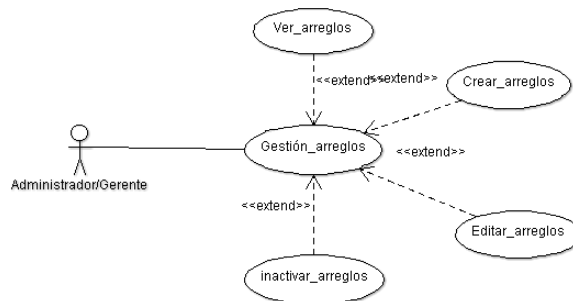 Ver_arreglos
<<extend>>
<<extend>>
Crear_arreglos
Gestión_arreglos
<<extend>>
Administrador/Gerente
<<extend>>
Editar_arreglos
inactivar_arreglos